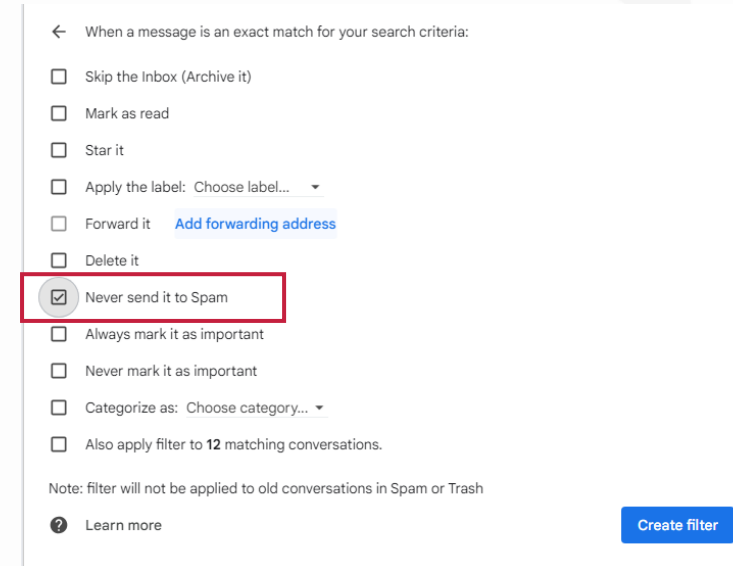 When a message is an exact match for your search criteria:
Skip the Inbox (Archive it)
Mark as read
Star it
Apply the label: Choose label...
Forward it Add forwarding address
Delete it
Never send it to Spam
Always mark it as important
Never mark it as important
Categorize as: Choose category...
Also apply filter to 12 matching conversations.
Note: filter will not be applied to old conversations in Spam or Trash
Learn more
Create filter